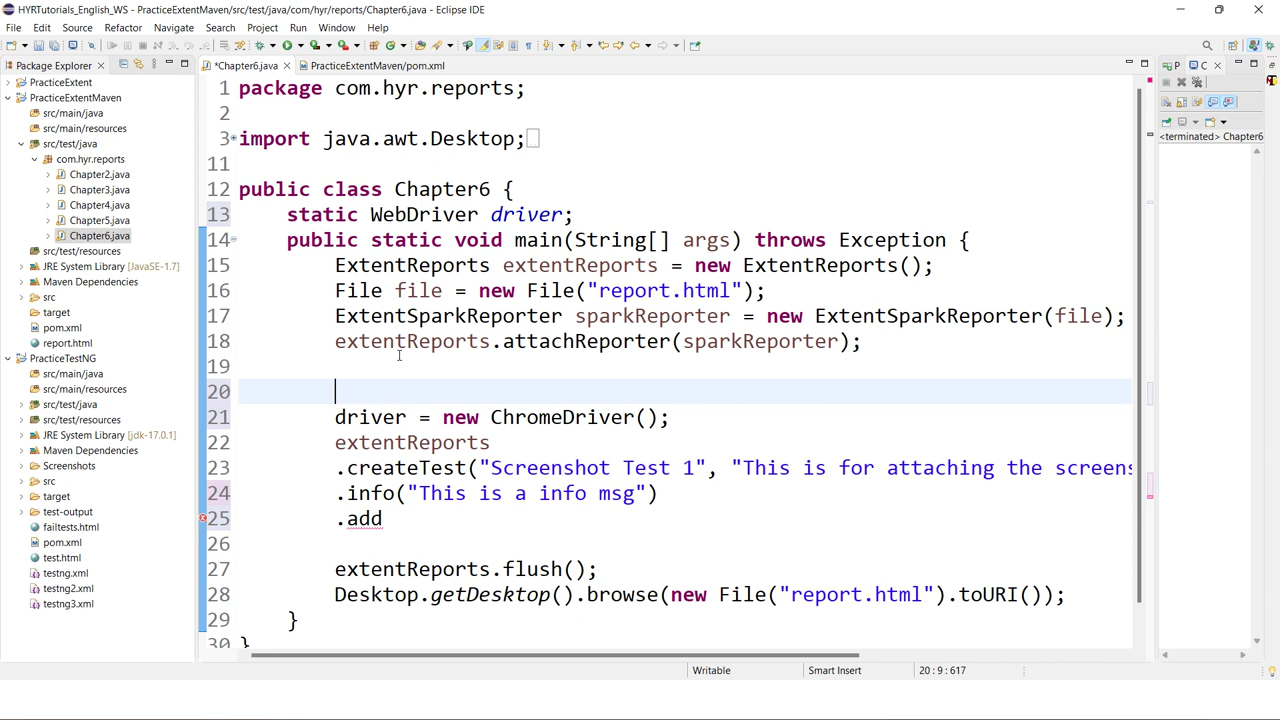 HYRTutorials_English_WS - PracticeExtentMaven/src/test/java/com/hyr/reports/Chapter6.java - Eclipse IDE
File Edit Source Refactor Navigate Search Project Run Window Help
Package Explorer
PracticeExtent
PracticeExtentMaven
src/main/java
src/main/resources
src/test/java
com.hyr.reports
Chapter2.java
Chapter3.java
Chapter4.java
Chapter5.java
Chapter6.java
src/test/resources
JRE System Library [JavaSE-1.7]
Maven Dependencies
src
target
pom.xml
report.html
PracticeTestNG
src/main/java
src/main/resources
src/test/java
src/test/resources
JRE System Library [jdk-17.0.1]
Maven Dependencies
Screenshots
src
target
test-output
failtests.html
pom.xml
test.html
testng.xml
testng2.xml
testng3.xml
*Chapter6.java PracticeExtentMaven/pom.xml
1 package com.hyr.reports;
2
3 import java.awt.Desktop;
11
12 public class Chapter6 {
13 static WebDriver driver;
14 public static void main(String[] args) throws Exception {
15 ExtentReports extentReports = new ExtentReports();
16 File file = new File("report.html");
17 ExtentSparkReporter sparkReporter = new ExtentSparkReporter(file);
18 extentReports.attachReporter(sparkReporter);
19
20
21 driver = new ChromeDriver();
22 extentReports
23 .createTest("Screenshot Test 1", "This is for attaching the screens
24 .info("This is a info msg")
25 .add
26
27 extentReports.flush();
28 Desktop.getDesktop().browse(new File("report.html").toURI());
29 }
30 }
P C
<terminated> Chapter6
Writable Smart Insert 20 : 9 : 617